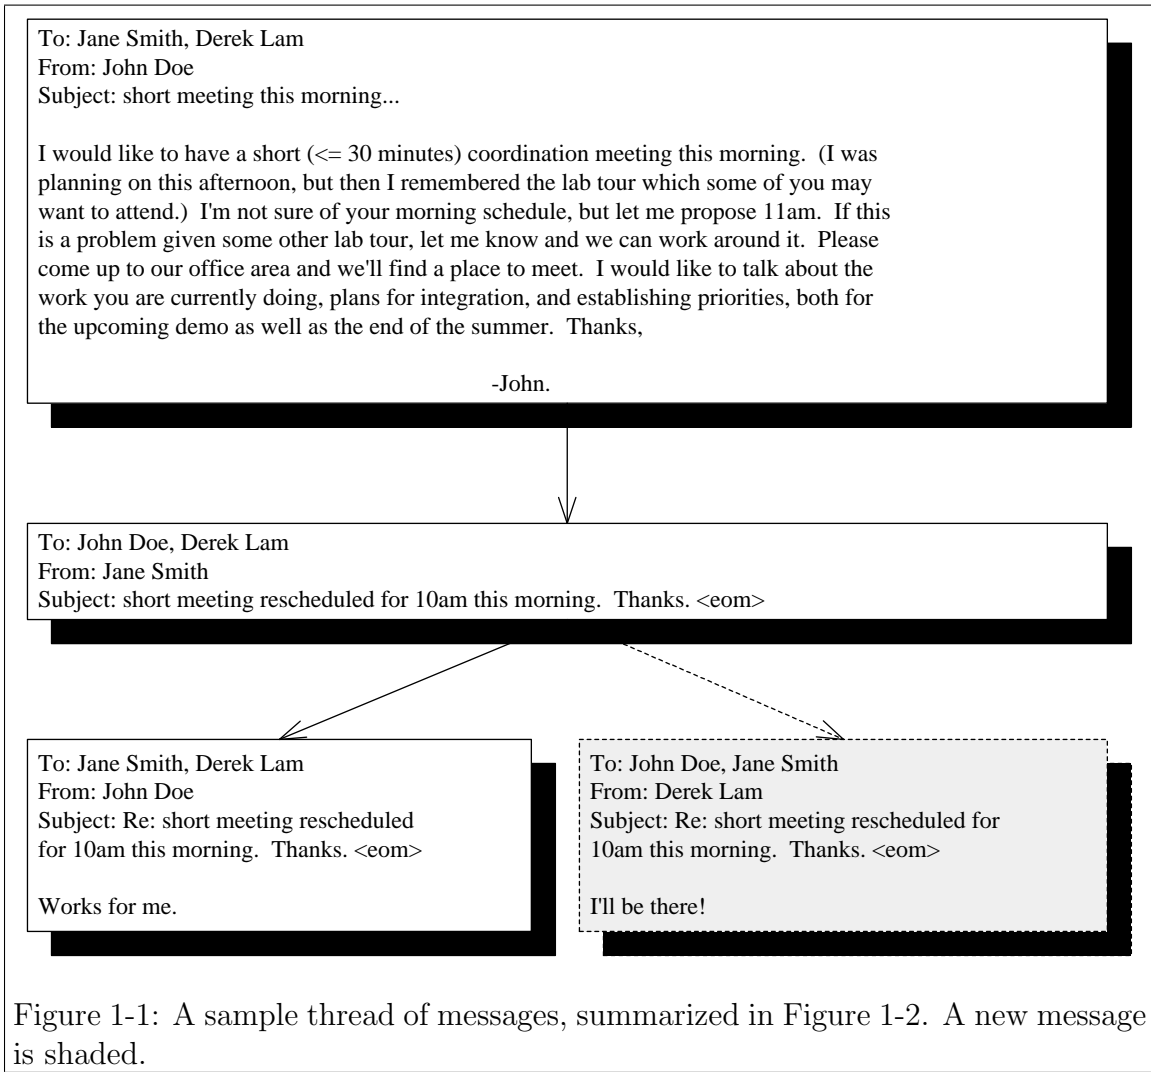 To: Jane Smith, Derek Lam
From: John Doe
Subject: short meeting this morning...
I would like to have a short (<= 30 minutes) coordination meeting this morning.  (I was
planning on this afternoon, but then I remembered the lab tour which some of you may
want to attend.)  I'm not sure of your morning schedule, but let me propose 11am.  If this
is a problem given some other lab tour, let me know and we can work around it.  Please
come up to our office area and we'll find a place to meet.  I would like to talk about the
work you are currently doing, plans for integration, and establishing priorities, both for
the upcoming demo as well as the end of the summer.  Thanks,
-John.
To: John Doe, Derek Lam
From: Jane Smith
Subject: short meeting rescheduled for 10am this morning.  Thanks. <eom>
To: Jane Smith, Derek Lam
From: John Doe
Subject: Re: short meeting rescheduled
for 10am this morning.  Thanks. <eom>
Works for me.
To: John Doe, Jane Smith
From: Derek Lam
Subject: Re: short meeting rescheduled for
10am this morning.  Thanks. <eom>
I'll be there!
Figure 1-1: A sample thread of messages, summarized in Figure 1-2. A new message
is shaded.